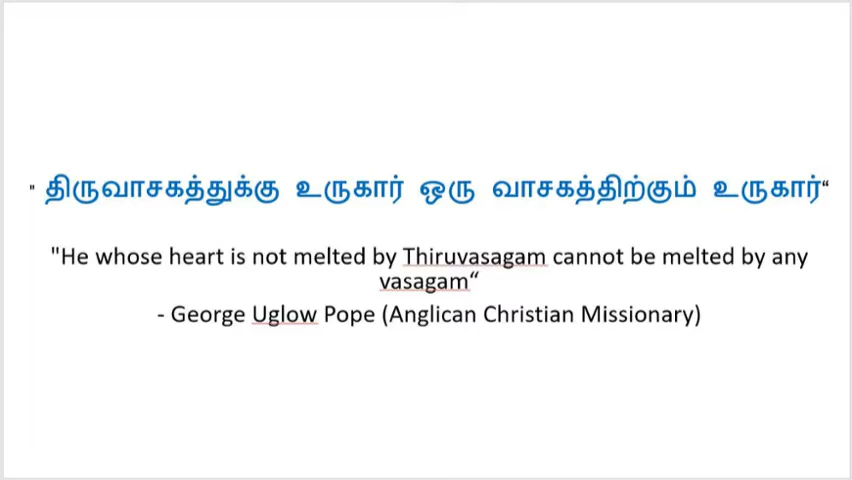 " திருவாசகத்துக்கு உருகார் ஒரு வாசகத்திற்கும் உருகார்“
"He whose heart is not melted by Thiruvasagam cannot be melted by any
vasagam“
- George Uglow Pope (Anglican Christian Missionary)